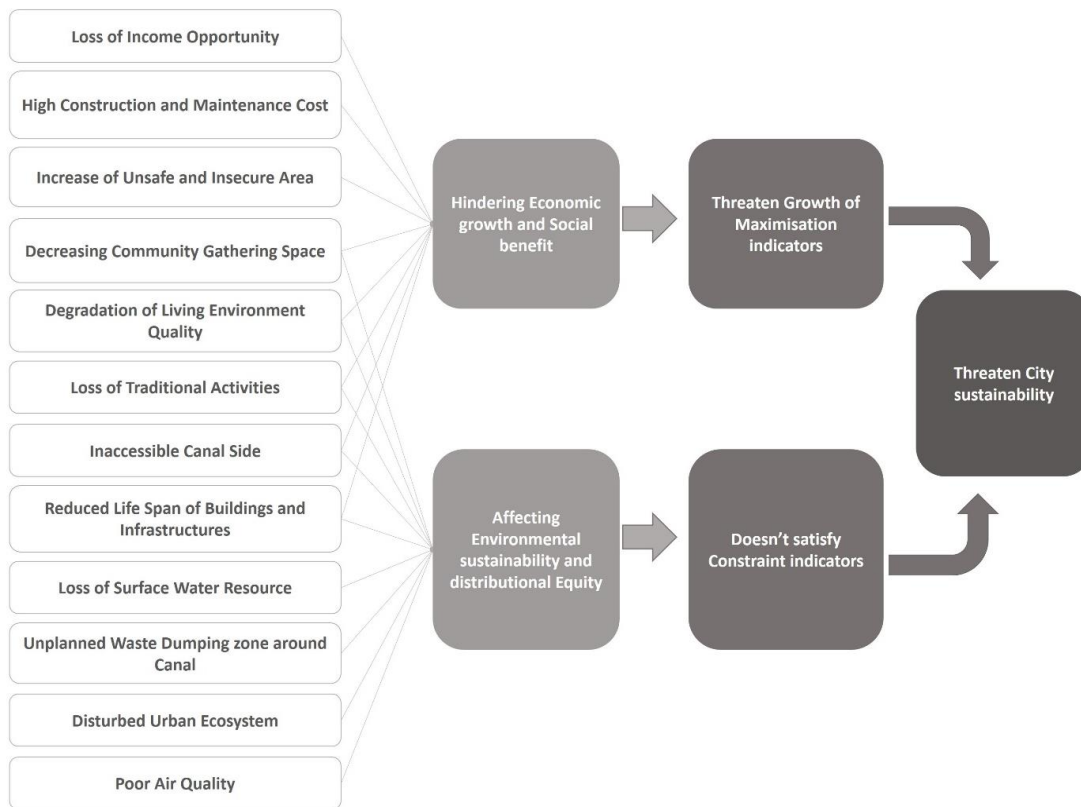 Loss of Income Opportunity
High Construction and Maintenance Cost
Increase of Unsafe and Insecure Area
Decreasing Community Gathering Space
Degradation of Living Environment
Quality
Loss of Traditional Activities
Inaccessible Canal Side
Reduced Life Span of Buildings and
Infrastructures
Loss of Surface Water Resource
Unplanned Waste Dumping zone around
Canal
Disturbed Urban Ecosystem
Poor Air Quality
Hindering Economic
growth and Social
benefit
Affecting
Environmental
sustainability and
distributional Equity
Threaten Growth of
Maximisation
indicators
Doesn’t satisfy
Constraint indicators
Threaten City
sustainability